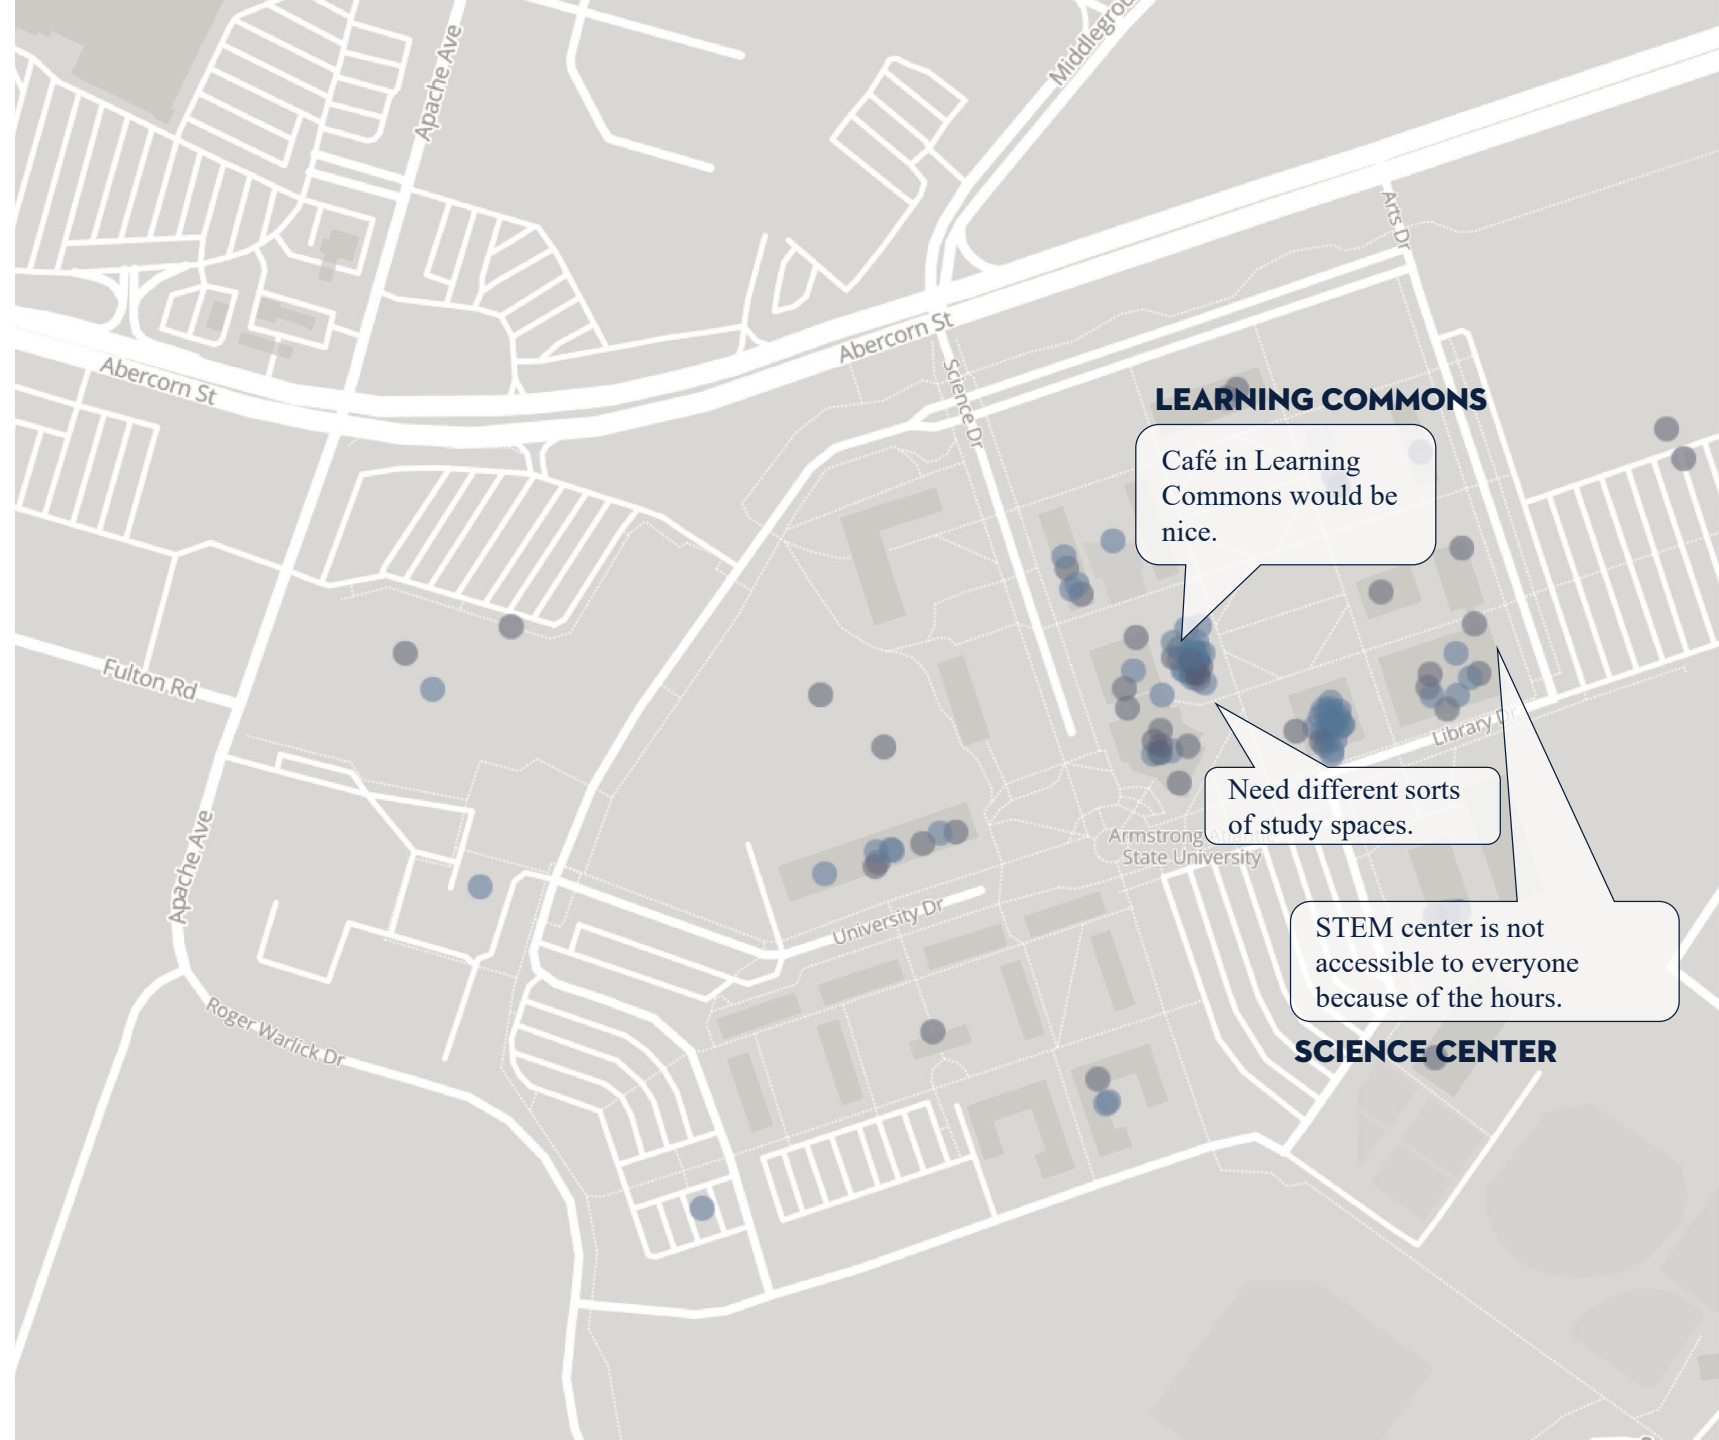 Apache Ave
Middlegrou
Arts Dr
Abercorn St
Abercorn St
Science Dr
LEARNING COMMONS
Café in Learning
Commons would be
nice.
Fulton Rd
Library Dr
Need different sorts
of study spaces.
Armstrong Atlantic
State University
Apache Ave
University Dr
STEM center is not
accessible to everyone
because of the hours.
Roger Warlick Dr
SCIENCE CENTER